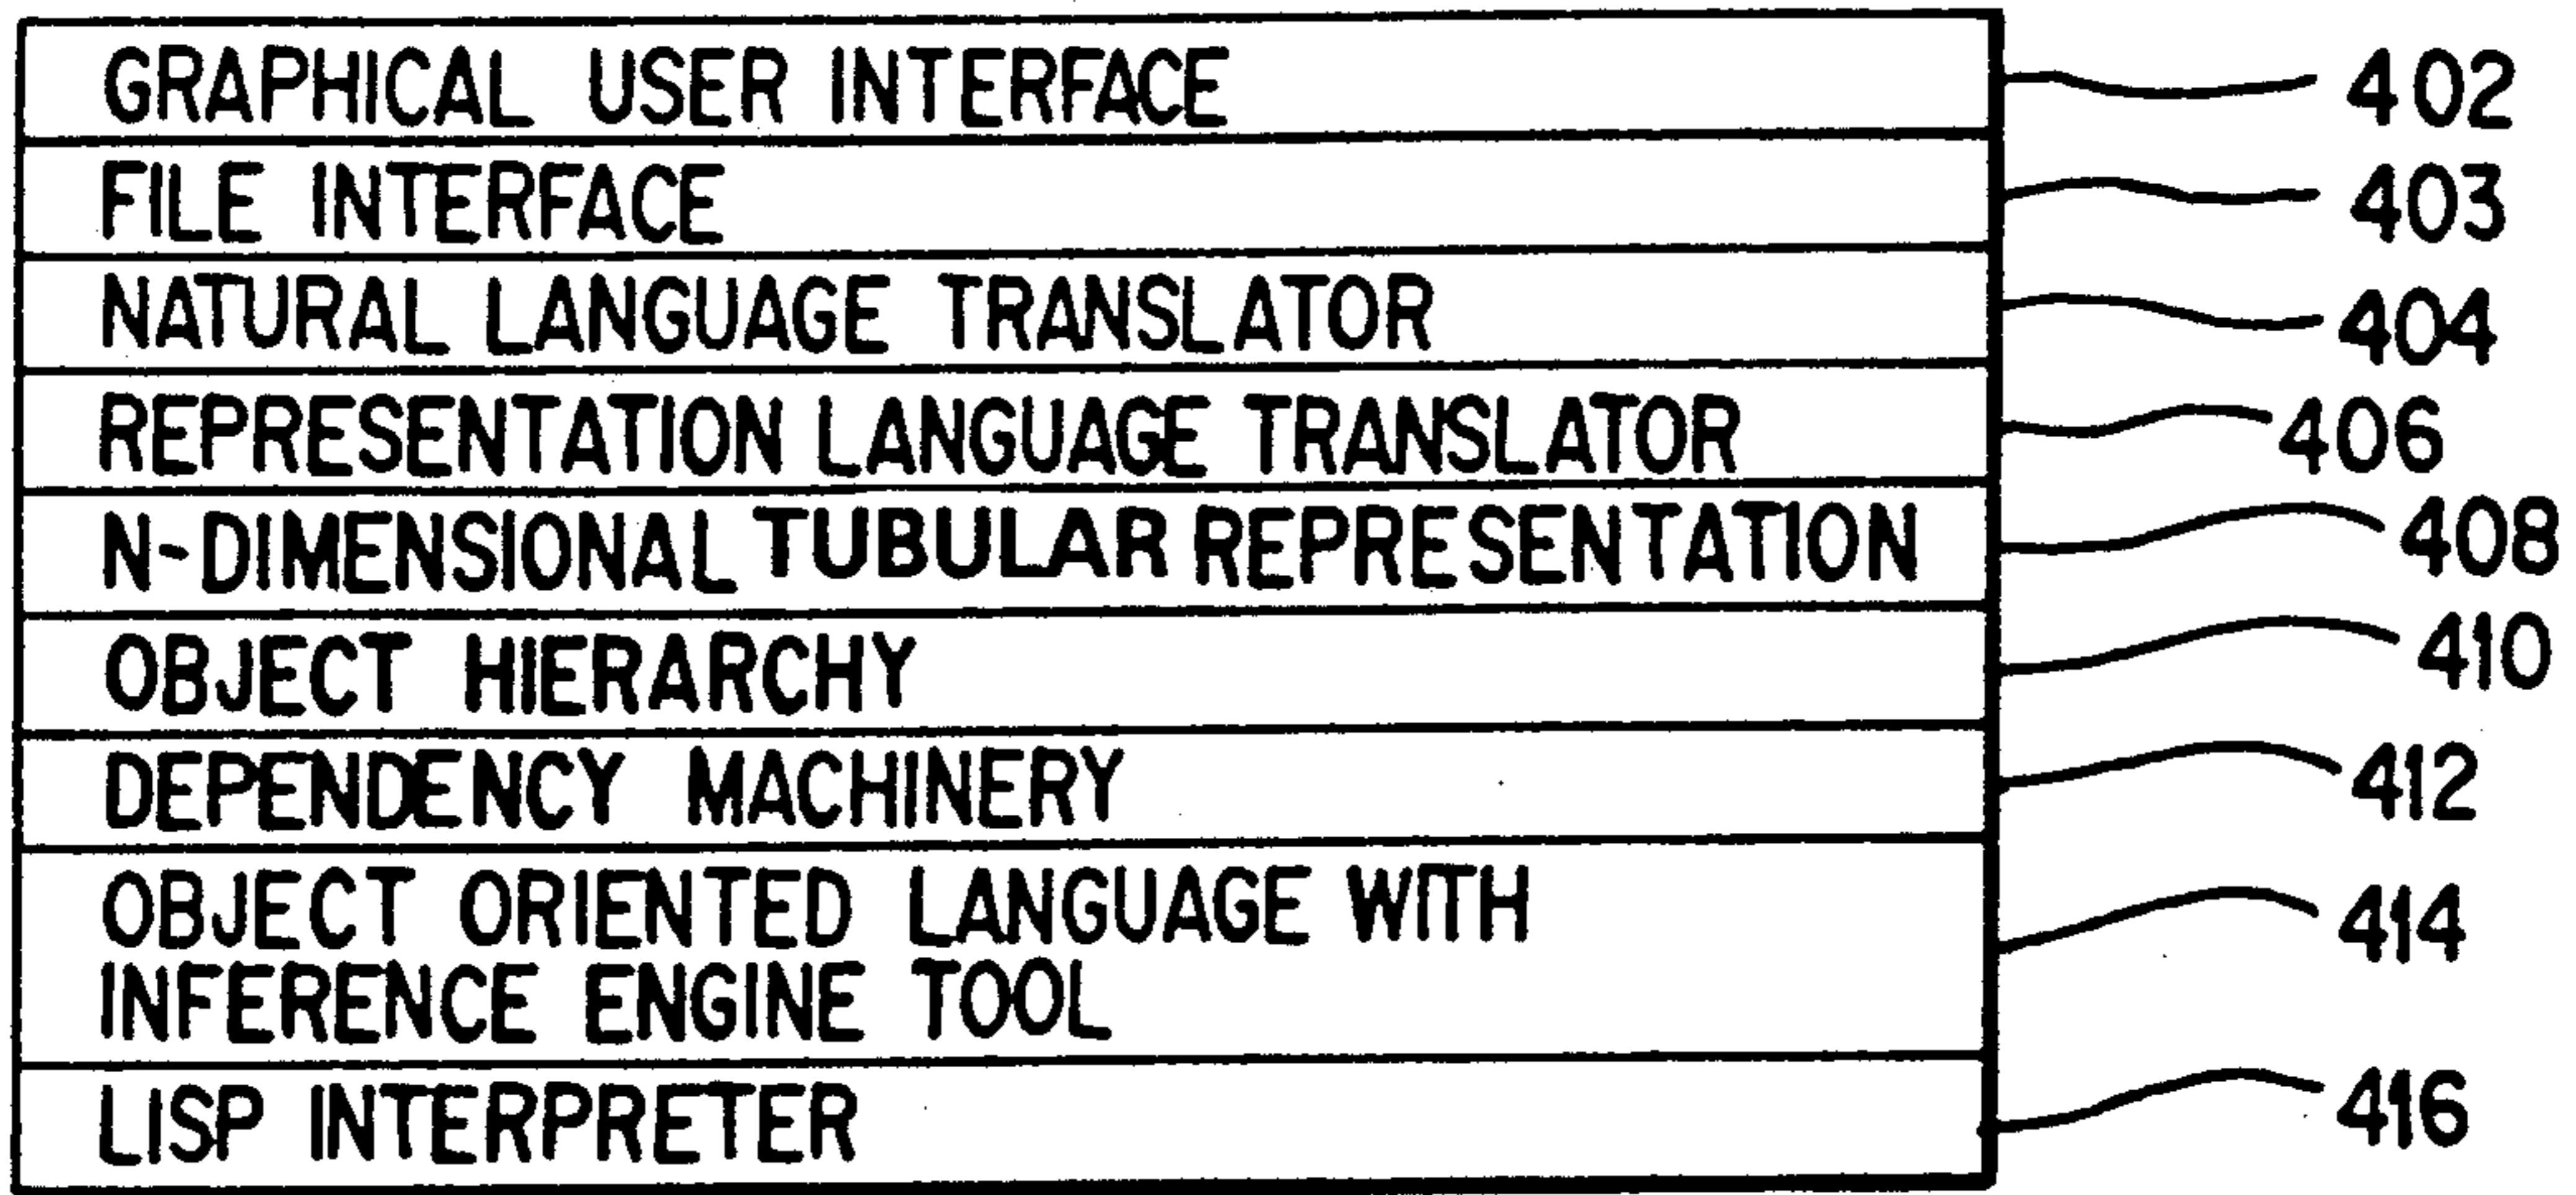 GRAPHICAL USER INTERFACE 402
FILE INTERFACE 403
NATURAL LANGUAGE TRANSLATOR 404
REPRESENTATION LANGUAGE TRANSLATOR 406
N-DIMENSIONAL TUBULAR REPRESENTATION 408
OBJECT HIERARCHY 410
DEPENDENCY MACHINERY 412
OBJECT ORIENTED LANGUAGE WITH 414
INFERENCE ENGINE TOOL
LISP INTERPRETER 416